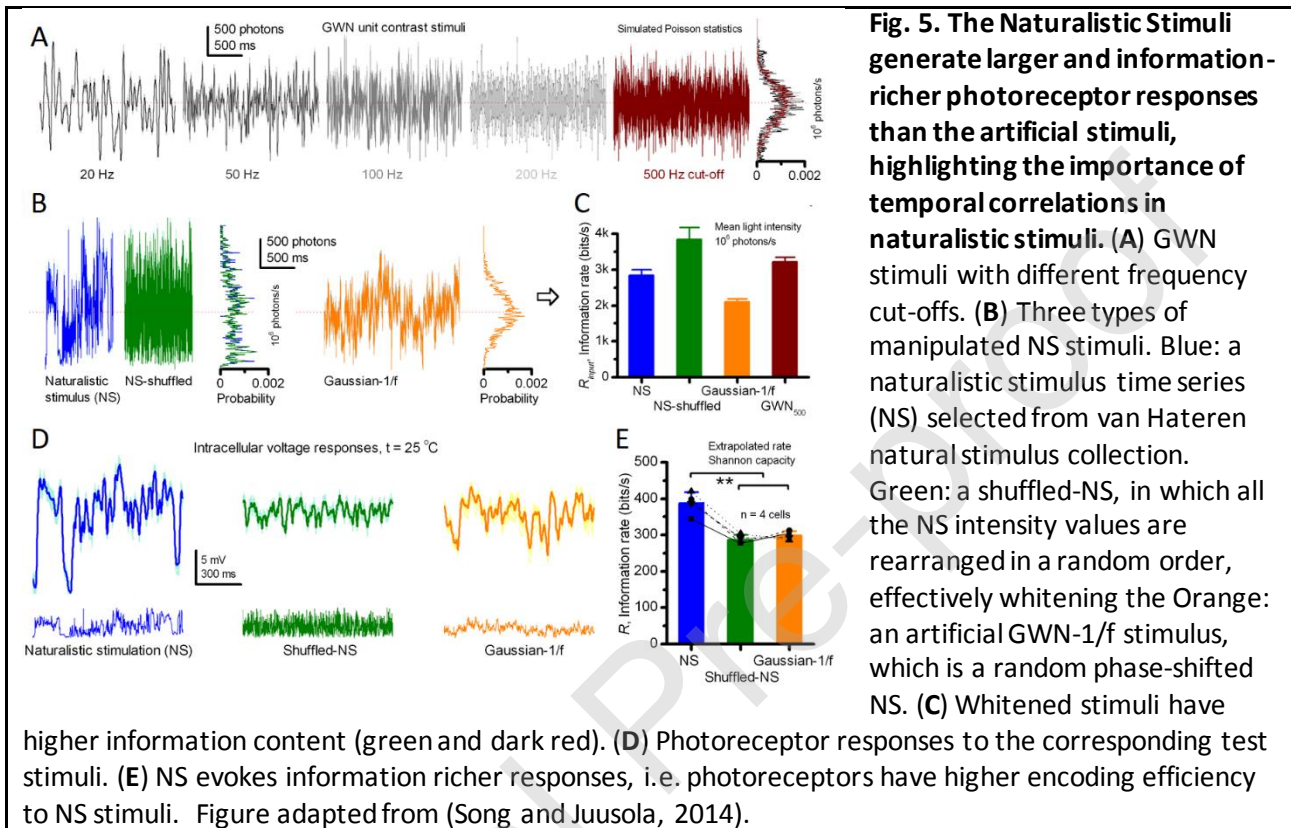 A
500 photons
500 ms
GWN unit contrast stimuli
Simulated Poisson statistics
10⁶ photons/s
20 Hz
50 Hz
100 Hz
200 Hz
500 Hz cut-off
0
0.002
B
500 photons
500 ms
10⁶ photons/s
Naturalistic
stimulus (NS)
NS-shuffled
0
0.002
Probability
Gaussian-1/f
0
0.002
Probability
C
Mean light intensity
10⁶ photons/s
R_input, Information rate (bits/s)
4k
3k
2k
1k
0
NS
Gaussian-1/f
NS-shuffled
GWN₅₀₀
D
Intracellular voltage responses, t = 25 °C
5 mV
300 ms
Naturalistic stimulation (NS)
Shuffled-NS
Gaussian-1/f
E
Extrapolated rate
Shannon capacity
**
n = 4 cells
R, Information rate (bits/s)
500
400
300
200
100
0
NS
Gaussian-1/f
Shuffled-NS
Fig. 5. The Naturalistic Stimuli
generate larger and information-
richer photoreceptor responses
than the artificial stimuli,
highlighting the importance of
temporal correlations in
naturalistic stimuli. (A) GWN
stimuli with different frequency
cut-offs. (B) Three types of
manipulated NS stimuli. Blue: a
naturalistic stimulus time series
(NS) selected from van Hateren
natural stimulus collection.
Green: a shuffled-NS, in which all
the NS intensity values are
rearranged in a random order,
effectively whitening the Orange:
an artificial GWN-1/f stimulus,
which is a random phase-shifted
NS. (C) Whitened stimuli have
higher information content (green and dark red). (D) Photoreceptor responses to the corresponding test
stimuli. (E) NS evokes information richer responses, i.e. photoreceptors have higher encoding efficiency
to NS stimuli. Figure adapted from (Song and Juusola, 2014).
Pre-proof